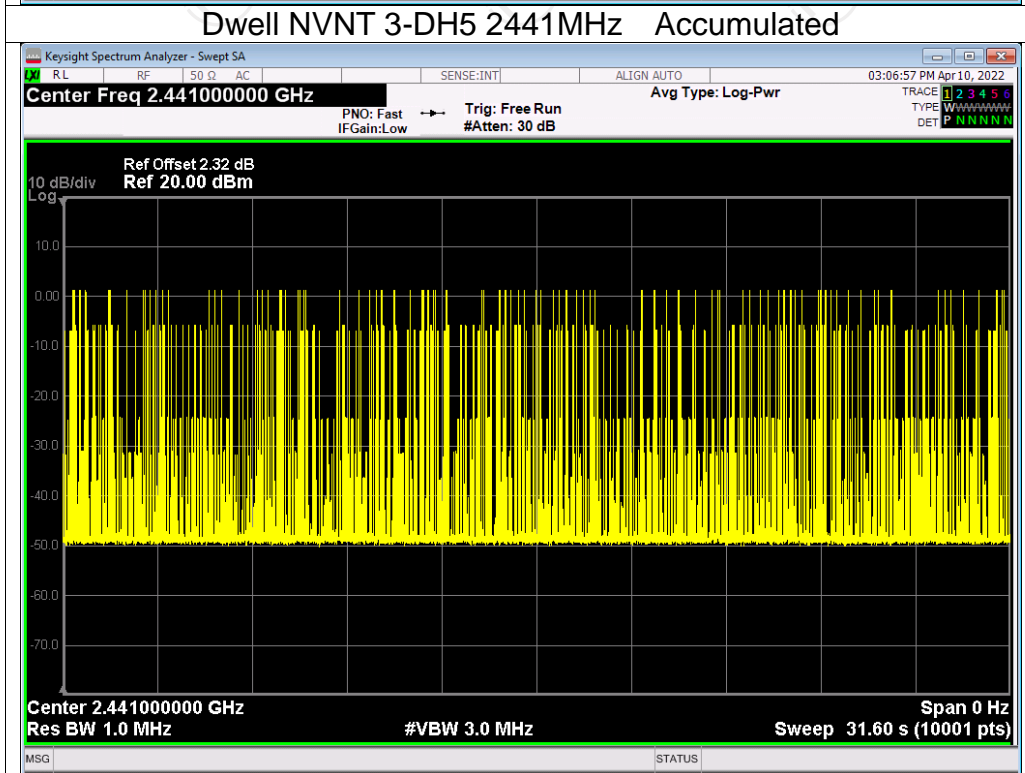 Dwell NVNT 3-DH5 2441MHz Accumulated
Keysight Spectrum Analyzer - Swept SA
LXI RL RF 50 Ω AC SENSE:INT ALIGN AUTO 03:06:57 PM Apr 10, 2022
Center Freq 2.441000000 GHz Avg Type: Log-Pwr TRACE 1 2 3 4 5 6
PNO: Fast Trig: Free Run TYPE WWWWWW
IFGain:Low #Atten: 30 dB DET P N N N N N
Ref Offset 2.32 dB
10 dB/div Ref 20.00 dBm
Log
10.0
0.00
-10.0
-20.0
-30.0
-40.0
-50.0
-60.0
-70.0
Center 2.441000000 GHz Span 0 Hz
Res BW 1.0 MHz #VBW 3.0 MHz Sweep 31.60 s (10001 pts)
MSG STATUS